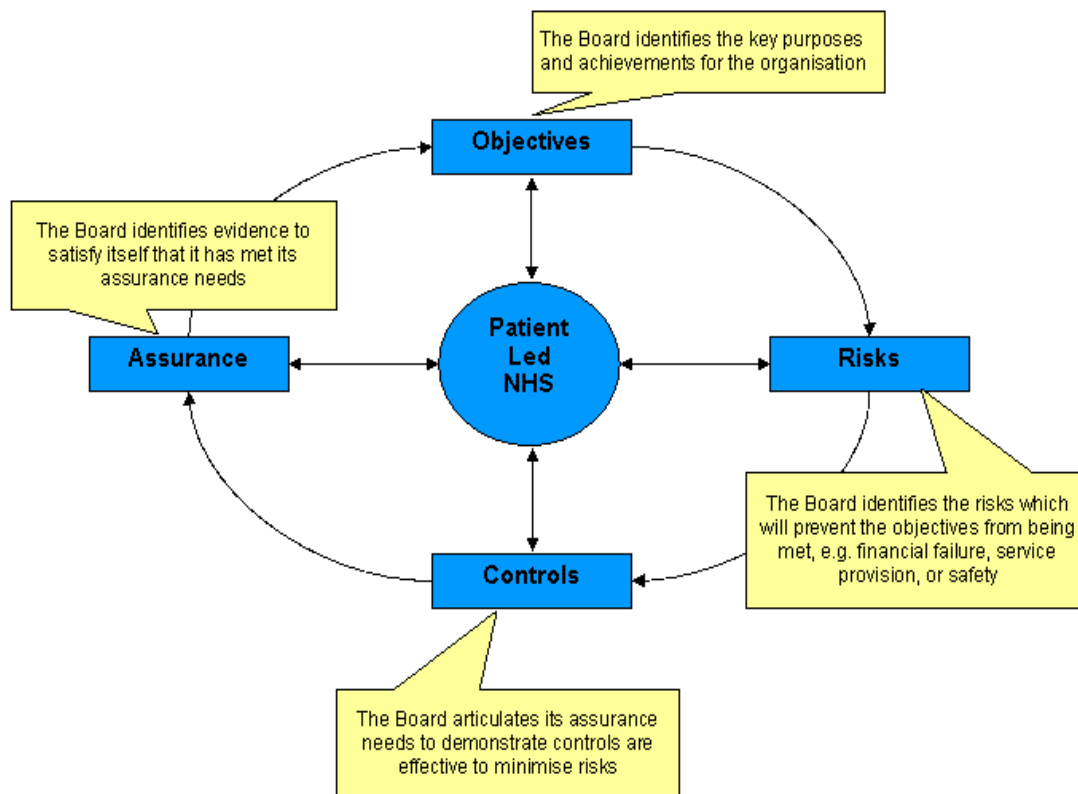 The Board identifies the key purposes
and achievements for the organisation
Objectives
The Board identifies evidence to
satisfy itself that it has met its
assurance needs
Patient
Led
NHS
Assurance
Risks
The Board identifies the risks which
will prevent the objectives from being
met, e.g. financial failure, service
provision, or safety
Controls
The Board articulates its assurance
needs to demonstrate controls are
effective to minimise risks